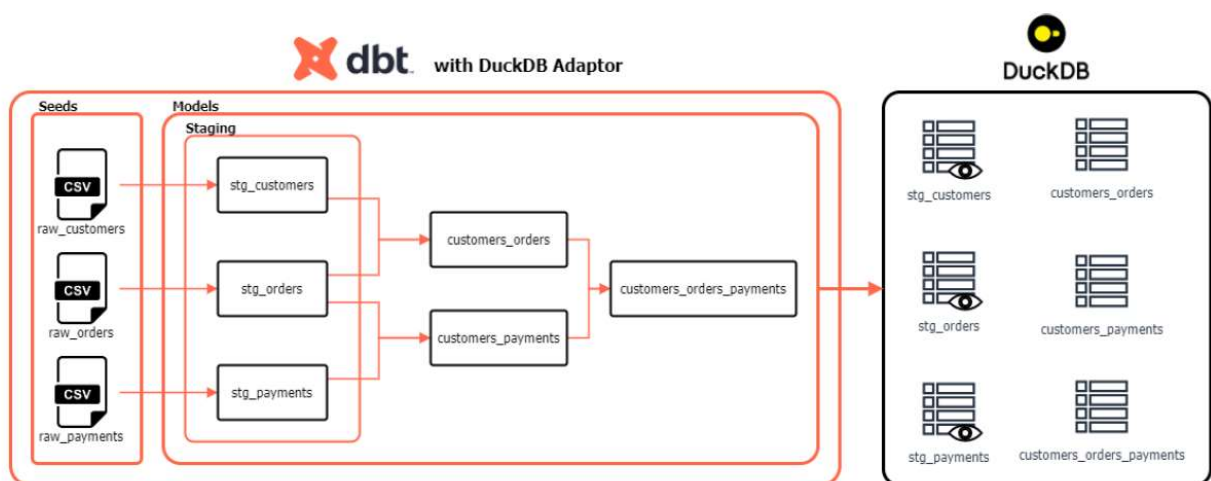 dbt
with DuckDB Adaptor
DuckDB
Seeds
Models
Staging
CSV
raw_customers
CSV
raw_orders
CSV
raw_payments
stg_customers
stg_orders
stg_payments
customers_orders
customers_payments
customers_orders_payments
stg_customers
customers_orders
stg_orders
customers_payments
stg_payments
customers_orders_payments